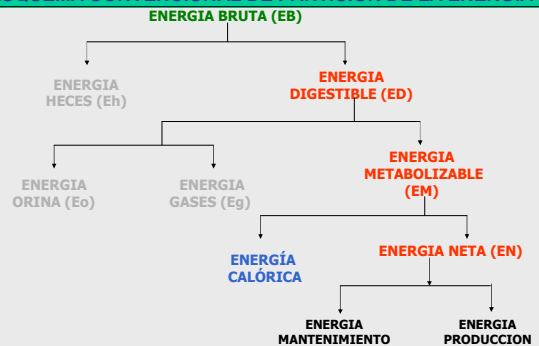 ENERGIA BRUTA (EB)
ENERGIA
HECES (Eh)
ENERGIA
DIGESTIBLE (ED)
ENERGIA
ORINA (Eo)
ENERGIA
GASES (Eg)
ENERGIA
METABOLIZABLE
(EM)
ENERGÍA
CALÓRICA
ENERGIA NETA (EN)
ENERGIA
MANTENIMIENTO
ENERGIA
PRODUCCION